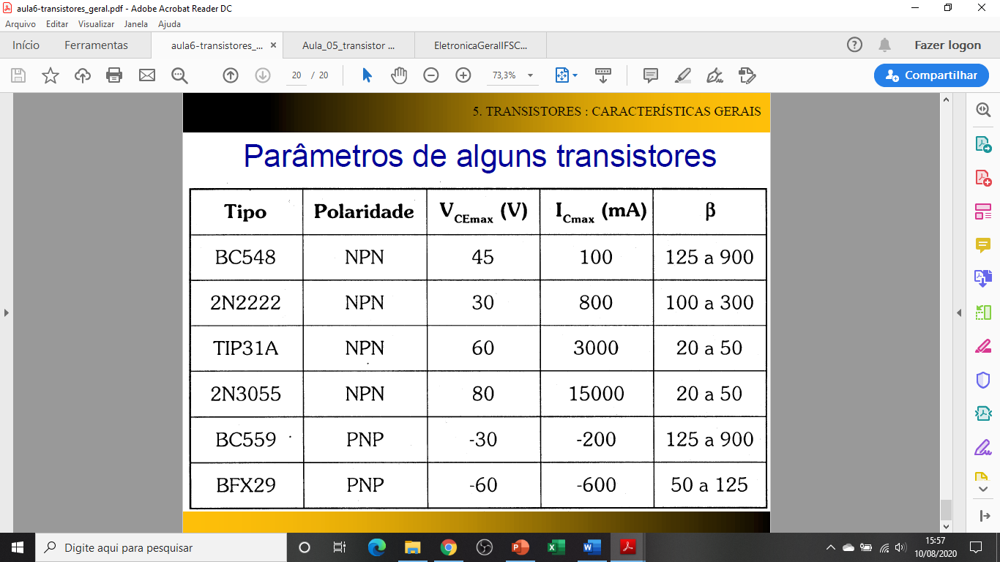 aula6-transistores_geral.pdf - Adobe Acrobat Reader DC
Arquivo Editar Visualizar Janela Ajuda
Início Ferramentas aula6-transistores_... × Aula_05_transistor ... EletronicaGeralIFSC... ? Fazer logon
20 / 20 73,3% Compartilhar
5. TRANSISTORES : CARACTERÍSTICAS GERAIS
Parâmetros de alguns transistores
Tipo Polaridade VCEmax (V) ICmax (mA) β
BC548 NPN 45 100 125 a 900
2N2222 NPN 30 800 100 a 300
TIP31A NPN 60 3000 20 a 50
2N3055 NPN 80 15000 20 a 50
BC559 PNP -30 -200 125 a 900
BFX29 PNP -60 -600 50 a 125
Digite aqui para pesquisar
15:57
10/08/2020